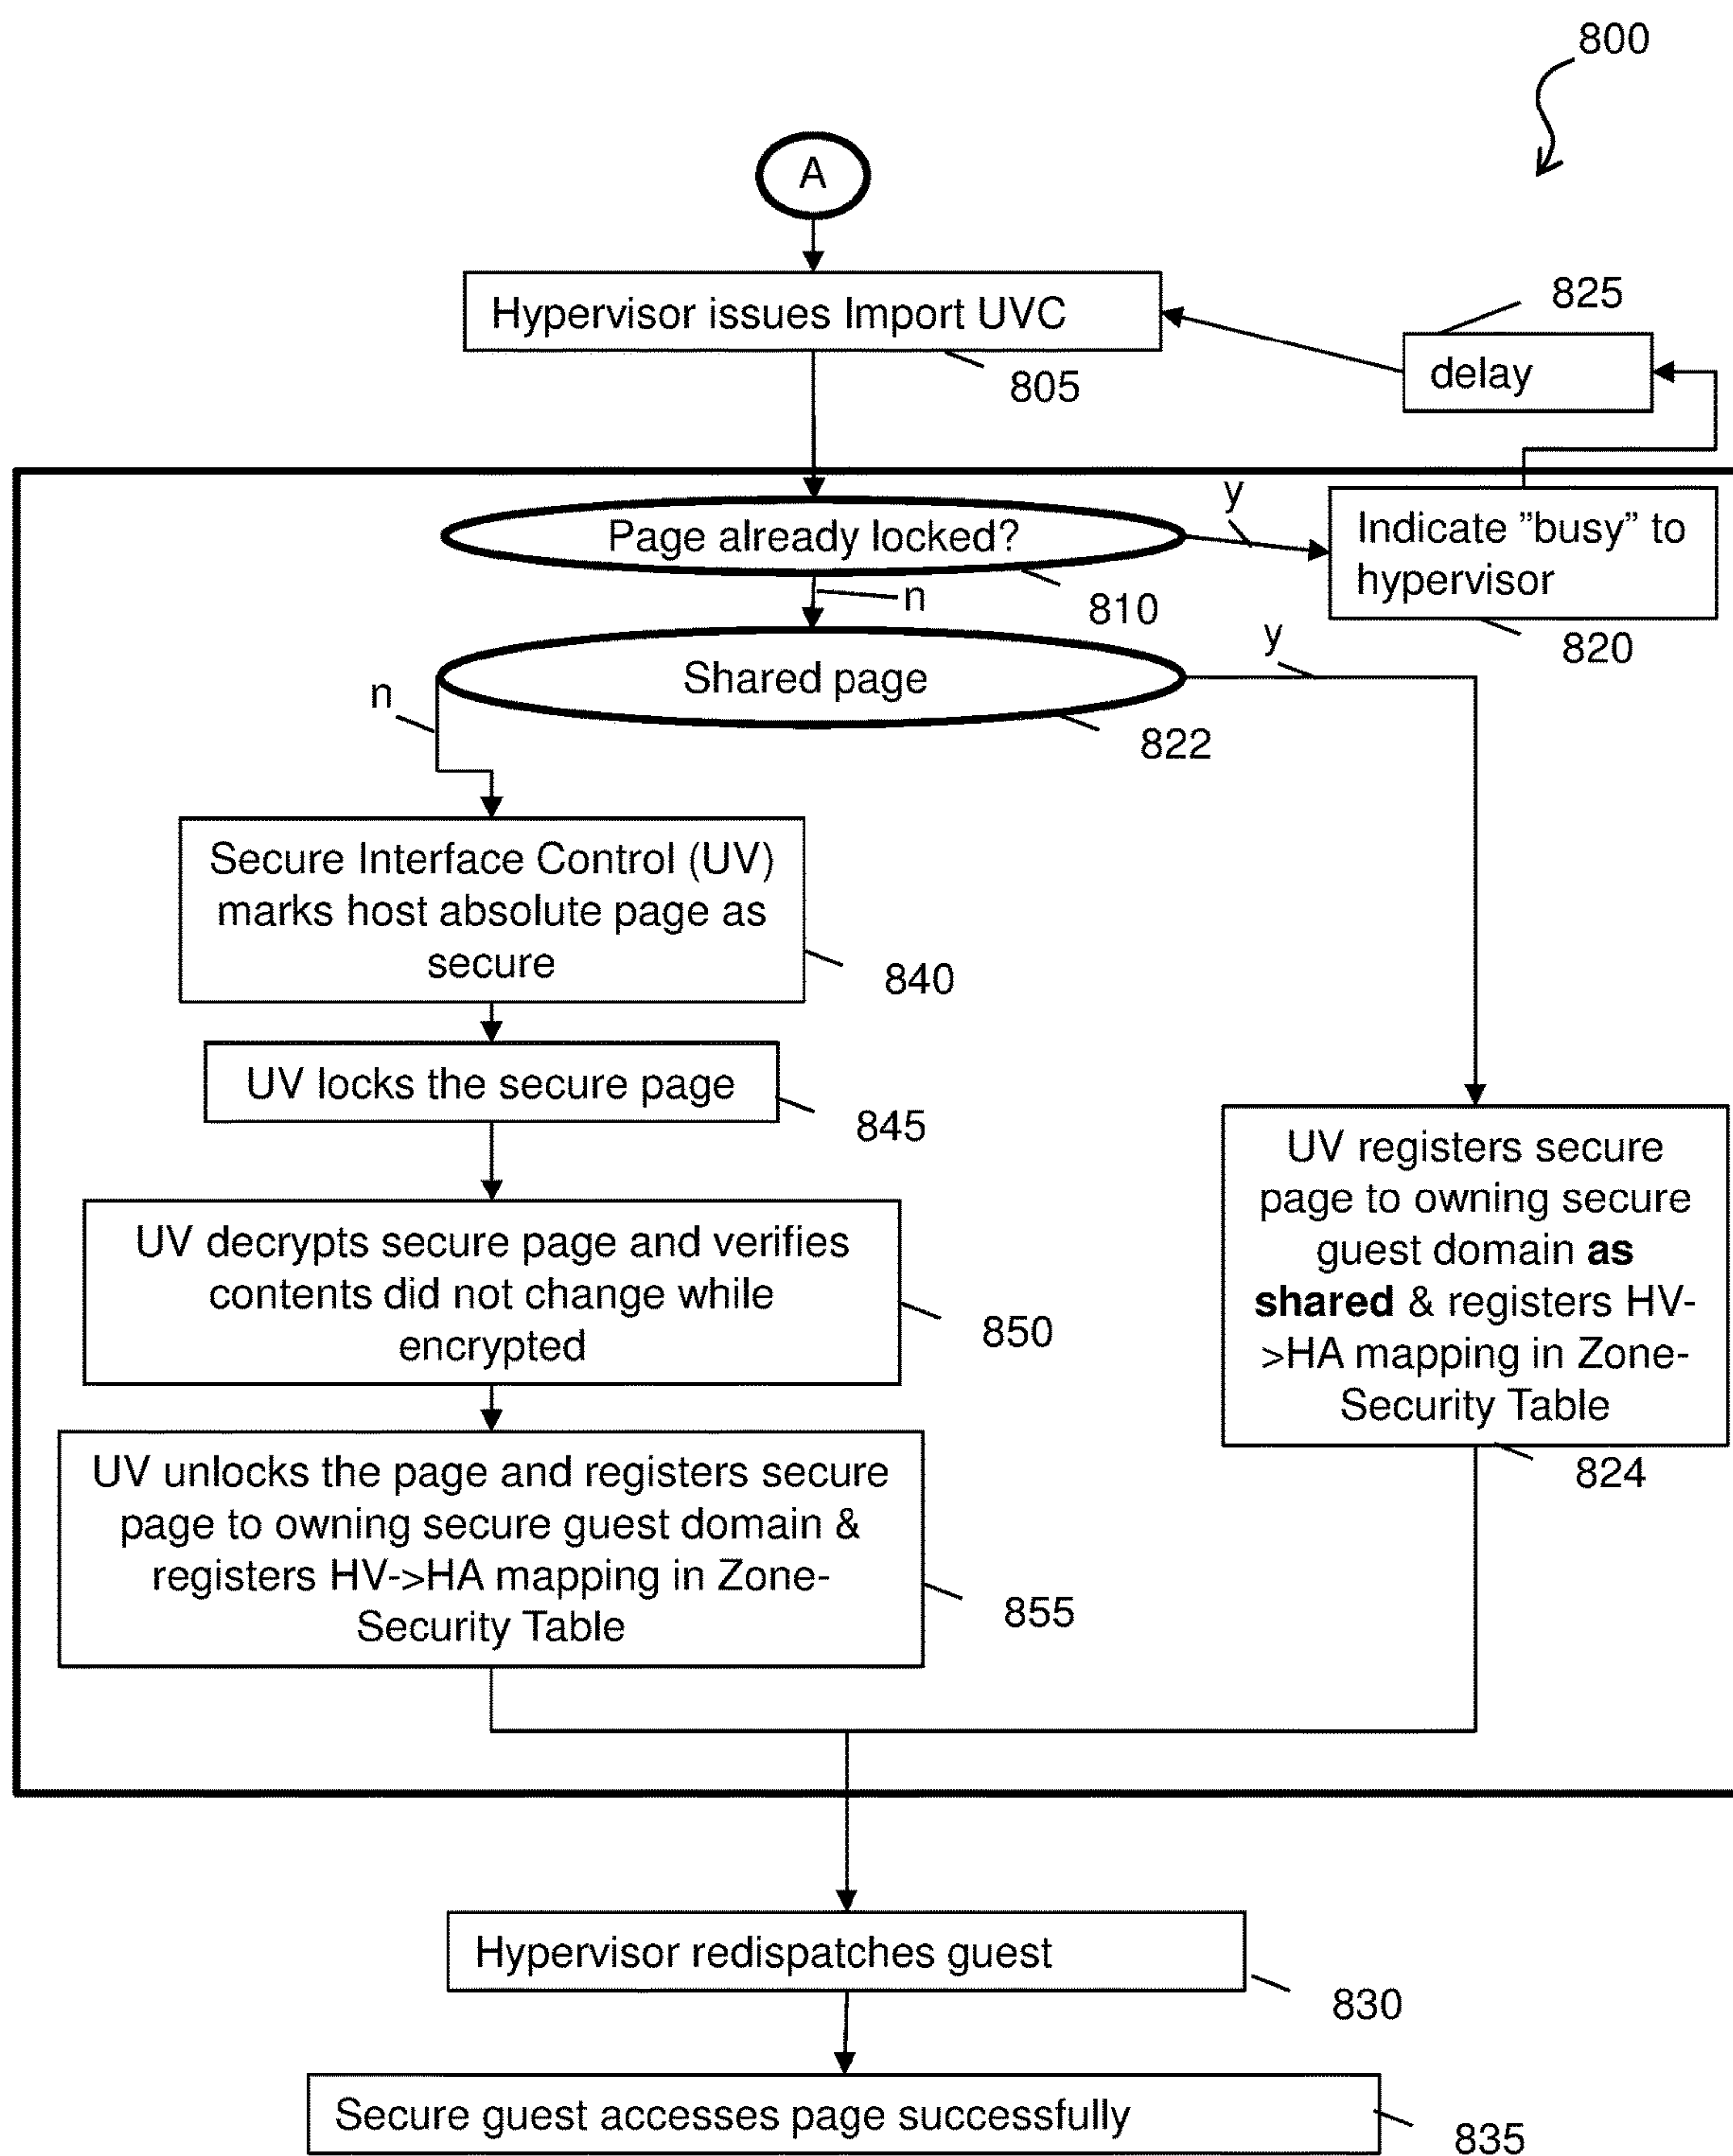 800
A
Hypervisor issues Import UVC
805
825
delay
Page already locked?
810
y
n
Indicate ”busy” to
hypervisor
820
Shared page
822
y
n
Secure Interface Control (UV)
marks host absolute page as
secure
840
UV locks the secure page
845
UV decrypts secure page and verifies
contents did not change while
encrypted
850
UV unlocks the page and registers secure
page to owning secure guest domain &
registers HV->HA mapping in Zone-
Security Table
855
UV registers secure
page to owning secure
guest domain as
shared & registers HV-
>HA mapping in Zone-
Security Table
824
Hypervisor redispatches guest
830
Secure guest accesses page successfully
835